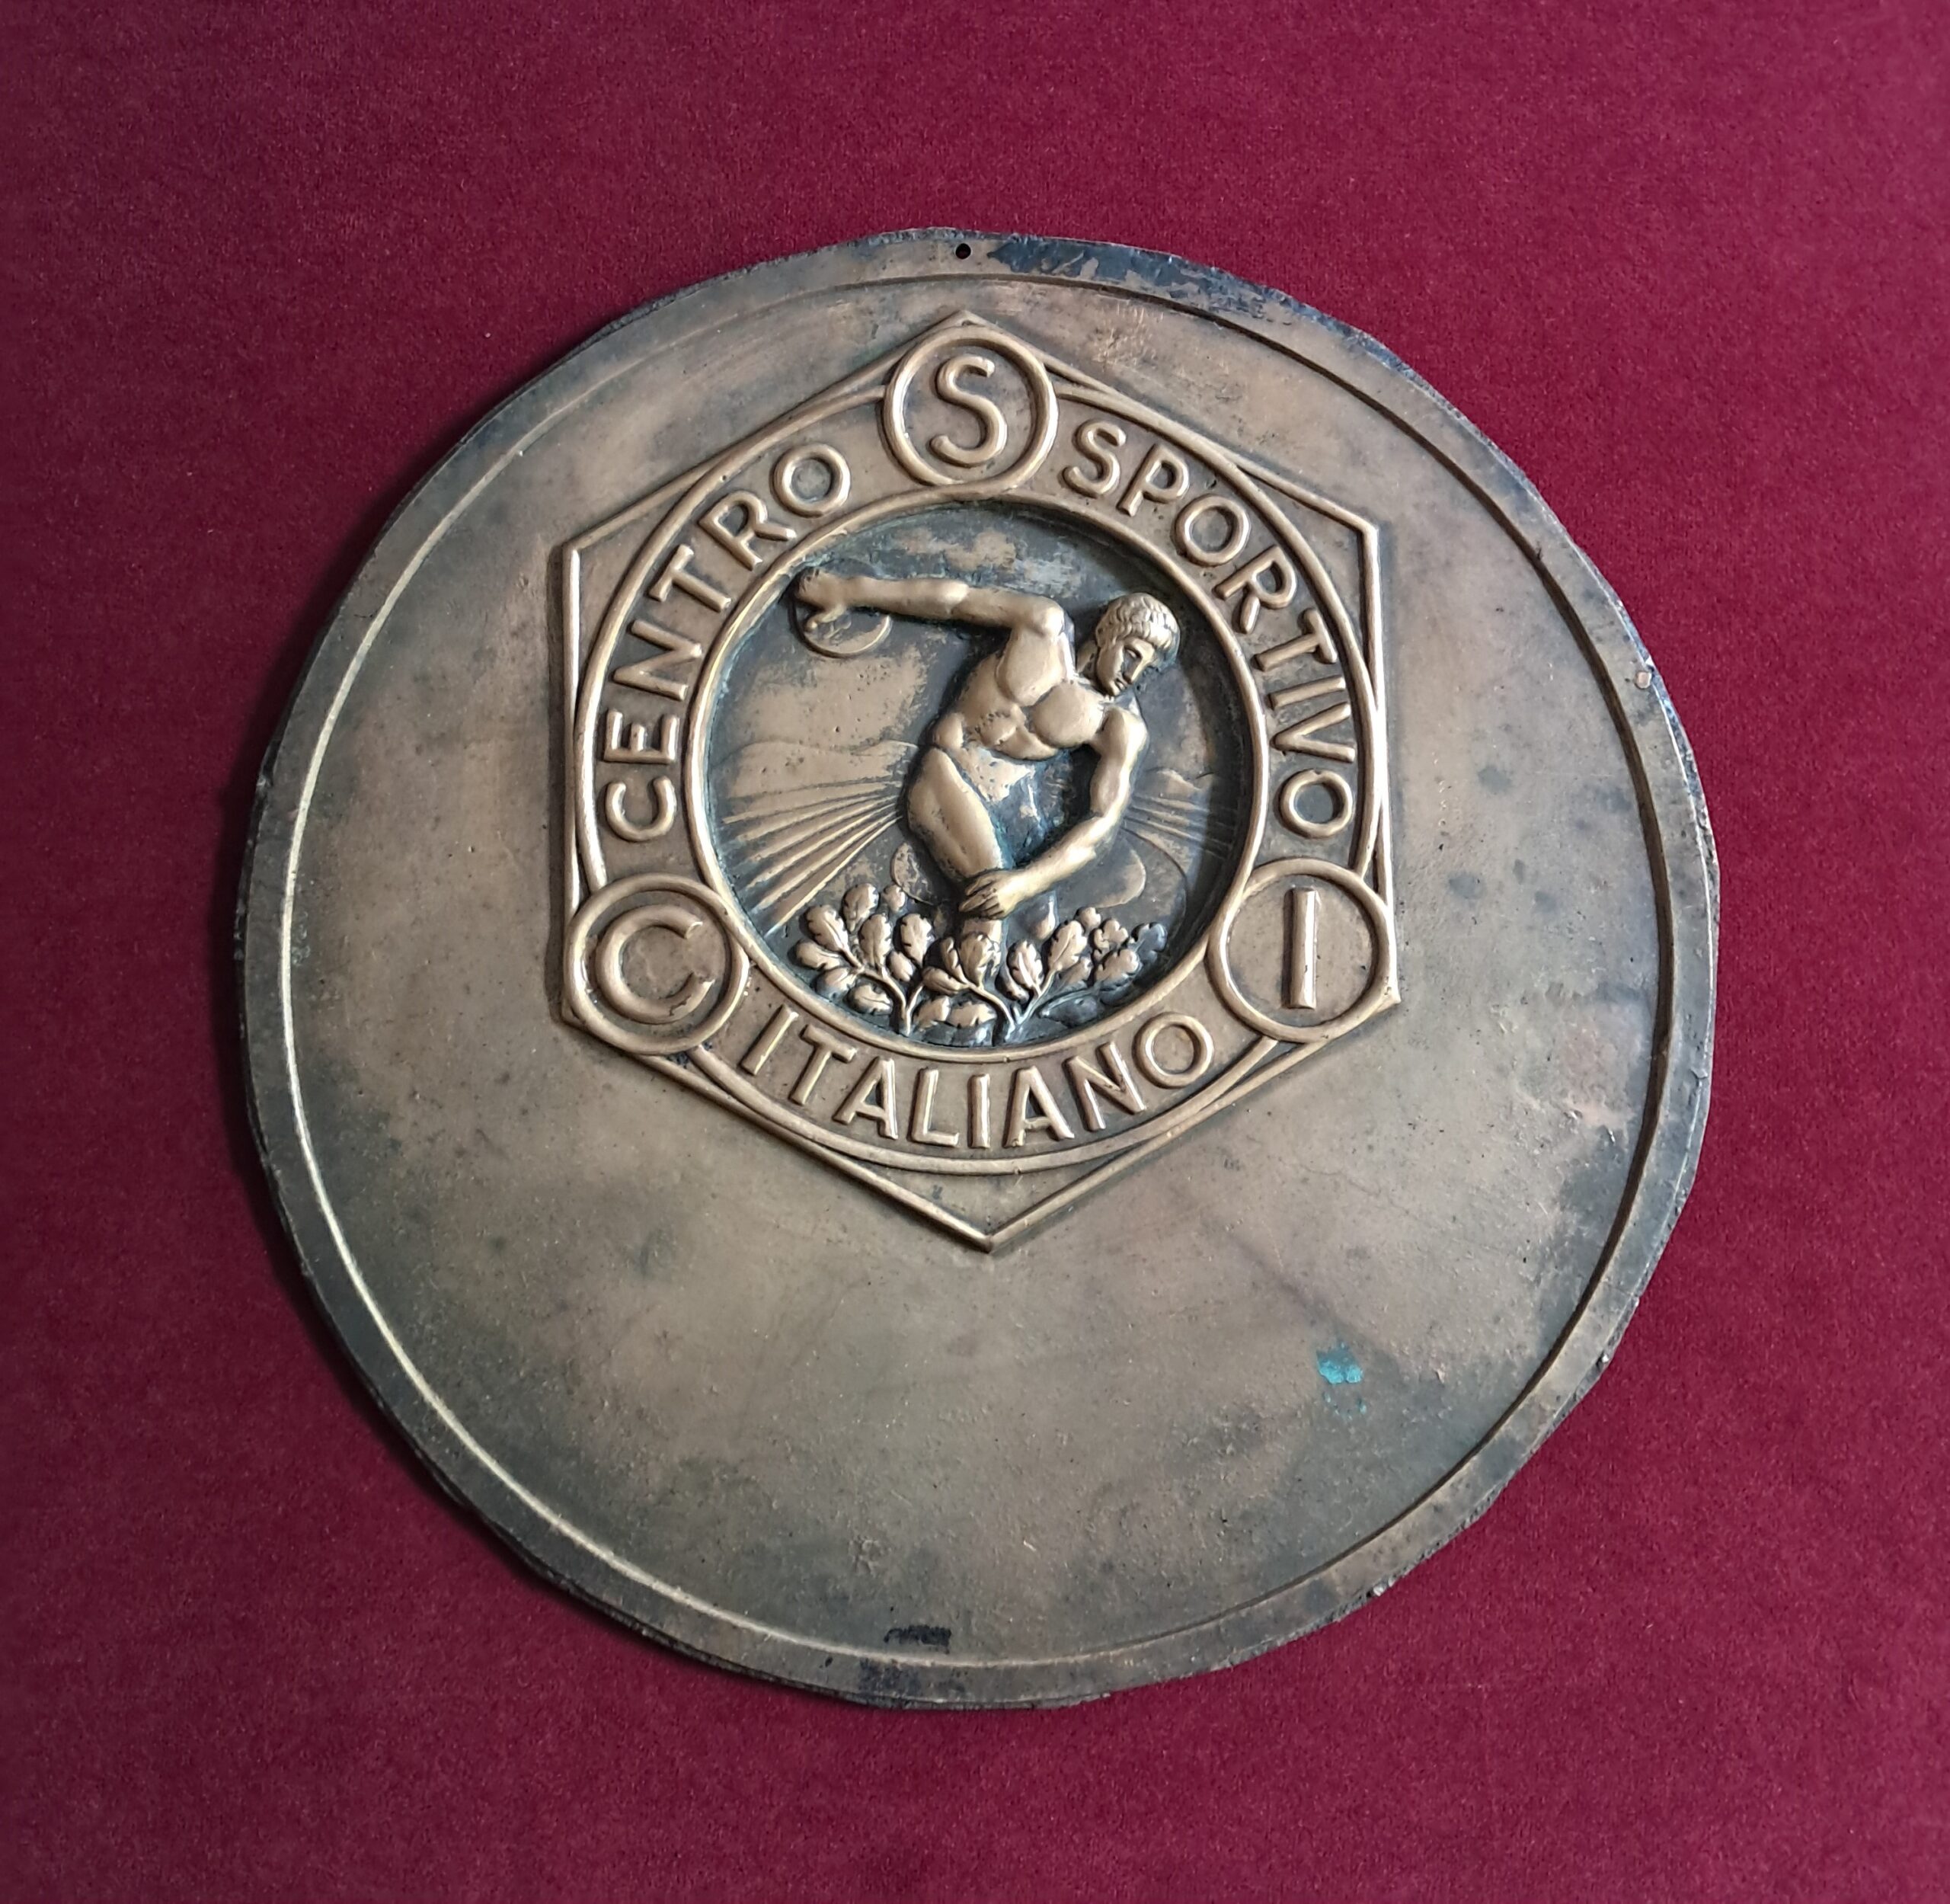 S
CENTRO SPORTIVO
C I
ITALIANO